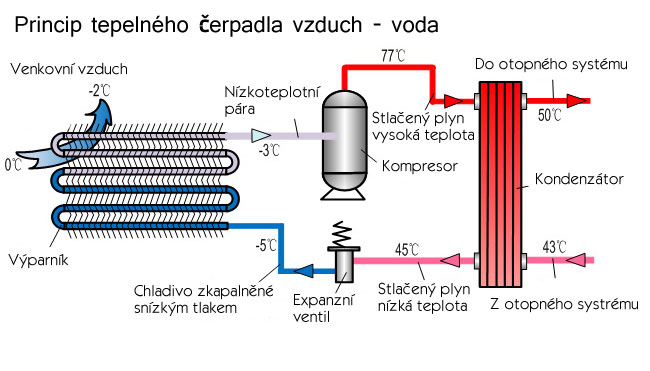 Princip tepelného čerpadla vzduch - voda
Venkovní vzduch
-2℃
0℃
Výparník
Nízkoteplotní
pára
-3℃
77℃
Stlačený plyn
vysoká teplota
Kompresor
Do otopného systému
50℃
Kondenzátor
43℃
Z otopného systrému
45℃
Stlačený plyn
nízká teplota
Expanzní
ventil
-5℃
Chladivo zkapalněné
snízkým tlakem